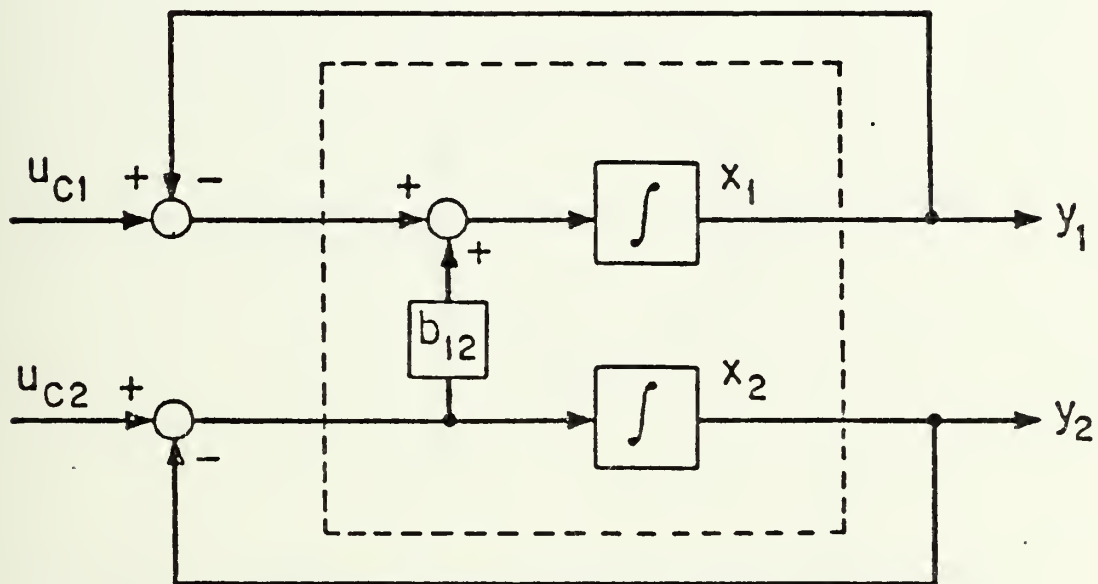 u_C1 + − + ∫ x_1 y_1
+
b_12
u_C2 + ∫ x_2 y_2
−